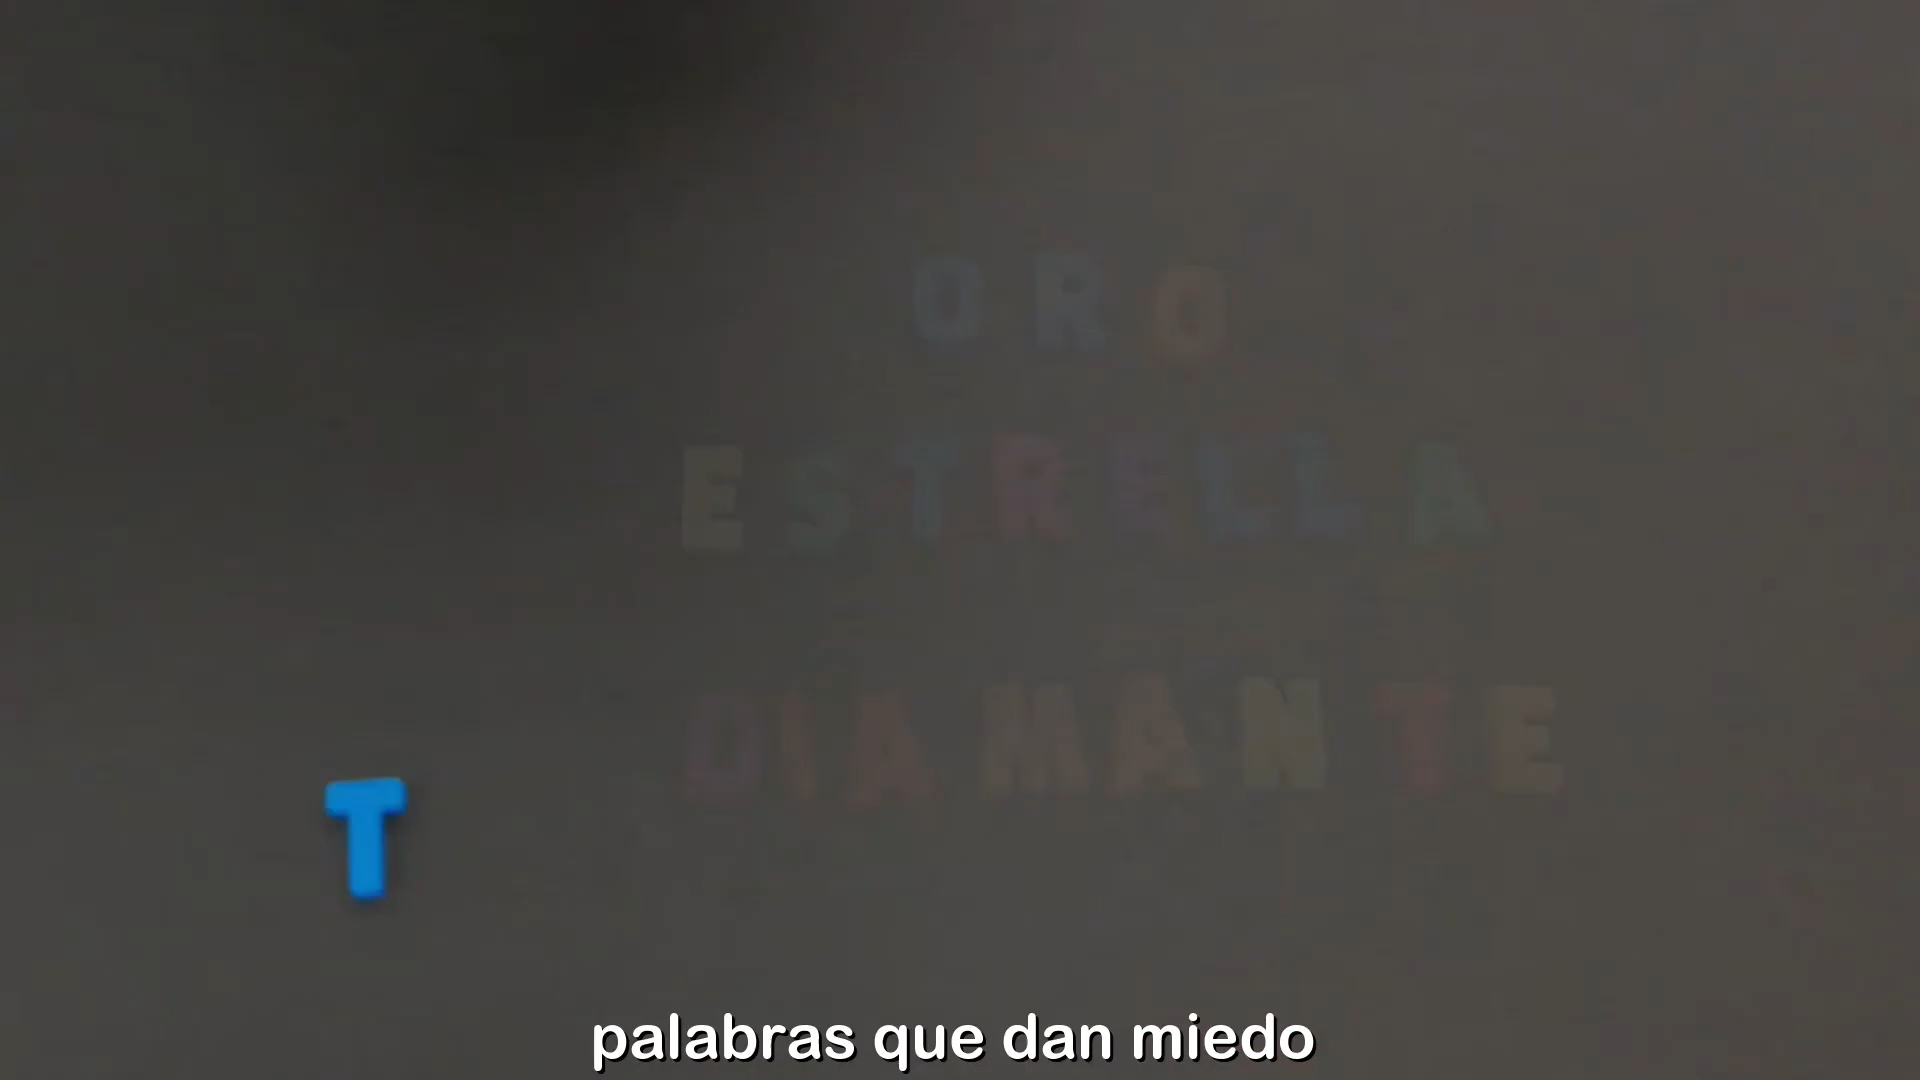 ORO
ESTRELLA
DIAMANTE
T
palabras que dan miedo